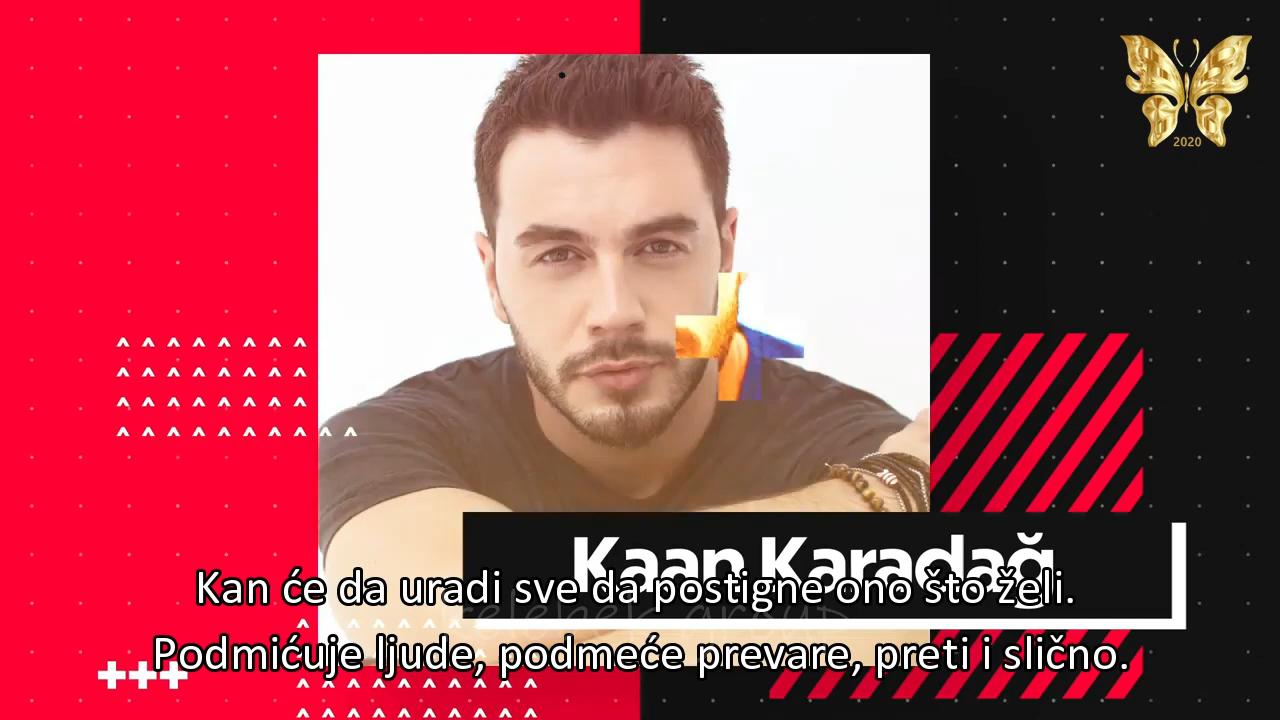 2020
Kaan Karadağ
Kan će da uradi sve da postigne ono što želi.
Podmićuje ljude, podmeće prevare, preti i slično.